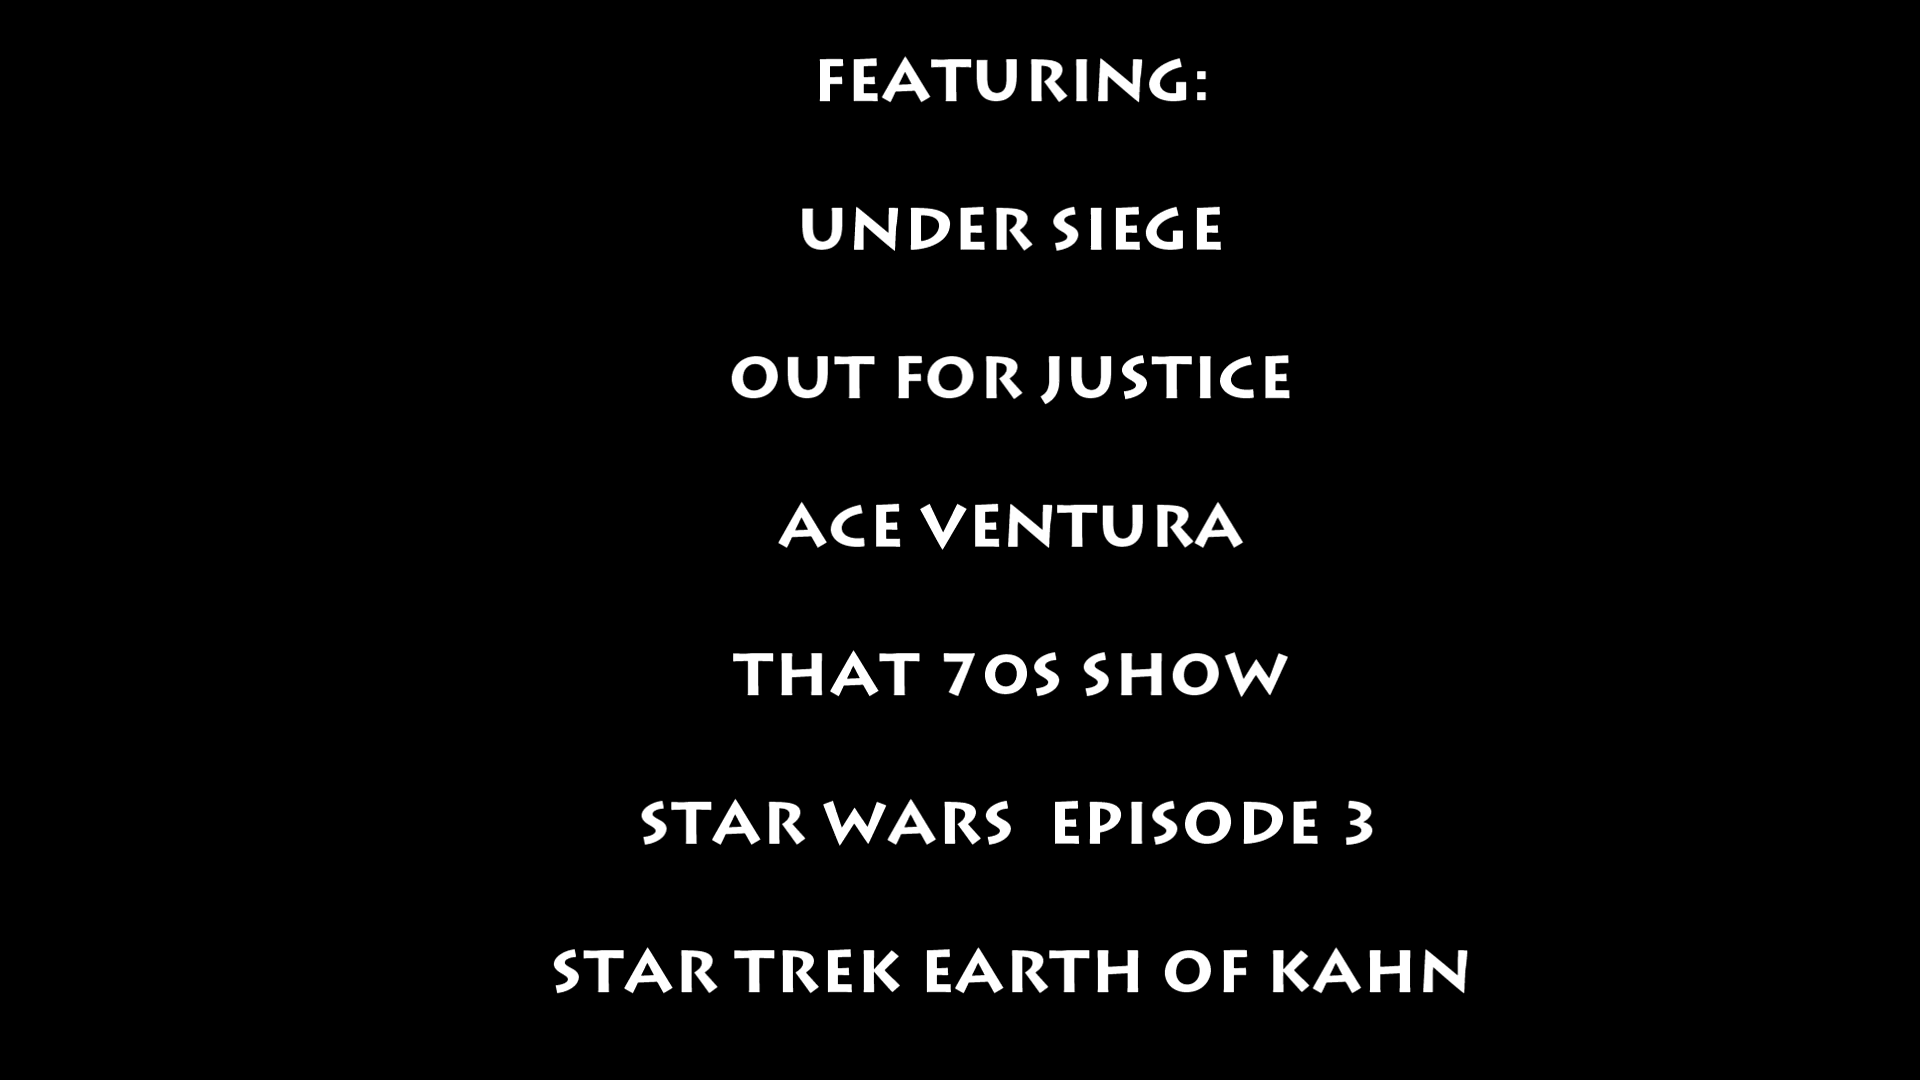 FEATURING:
UNDER SIEGE
OUT FOR JUSTICE
ACE VENTURA
THAT 70S SHOW
STAR WARS  EPISODE 3
STAR TREK EARTH OF KAHN